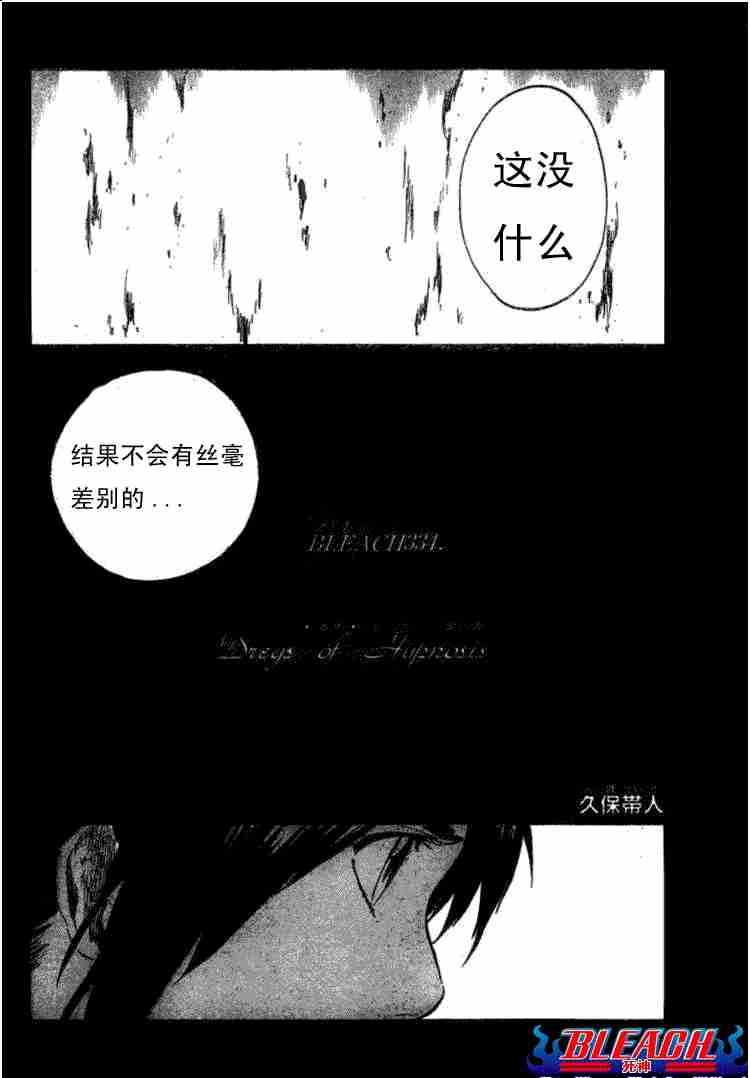 这没
什么
结果不会有丝毫
差别的...
BLEACH331.
Dregs of Hypnosis
久保带人
BLEACH
死神